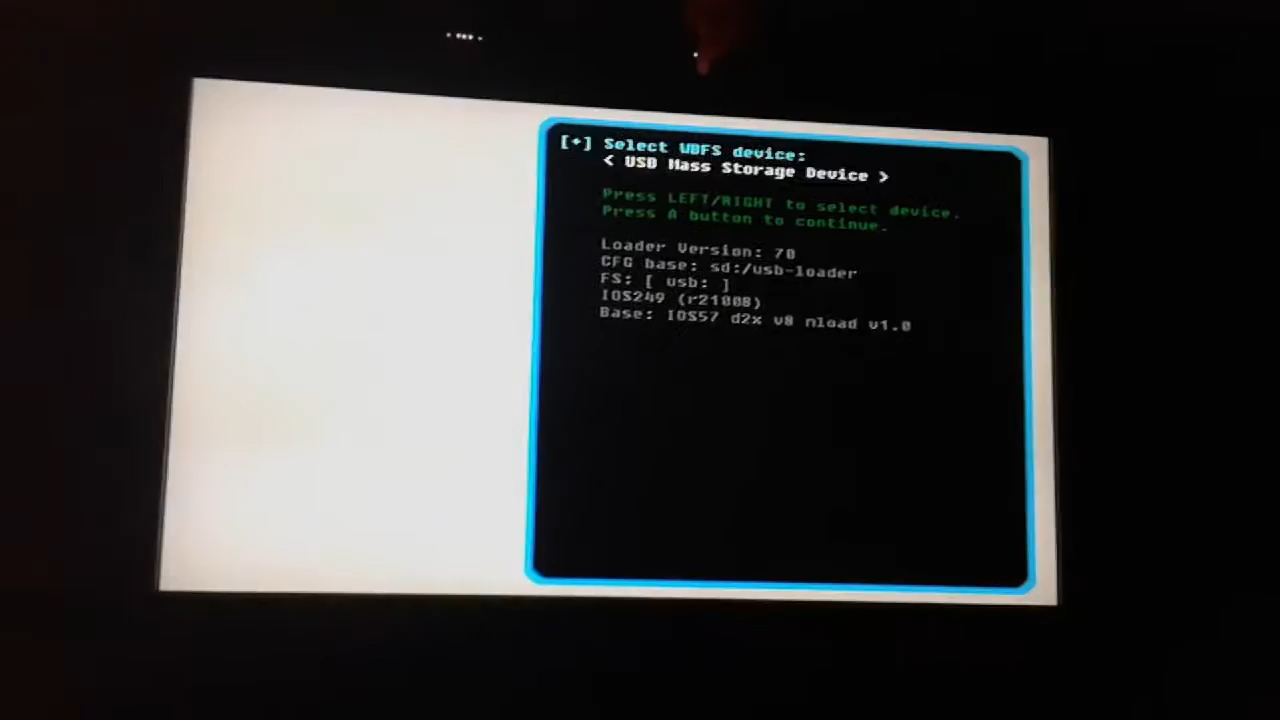 [+] Select WBFS device:
< USB Mass Storage Device >
Press LEFT/RIGHT to select device.
Press A button to continue.
Loader Version: 70
CFG base: sd:/usb-loader
FS: [ usb: ]
IOS249 (r21008)
Base: IOS57 d2x v8 nload v1.0